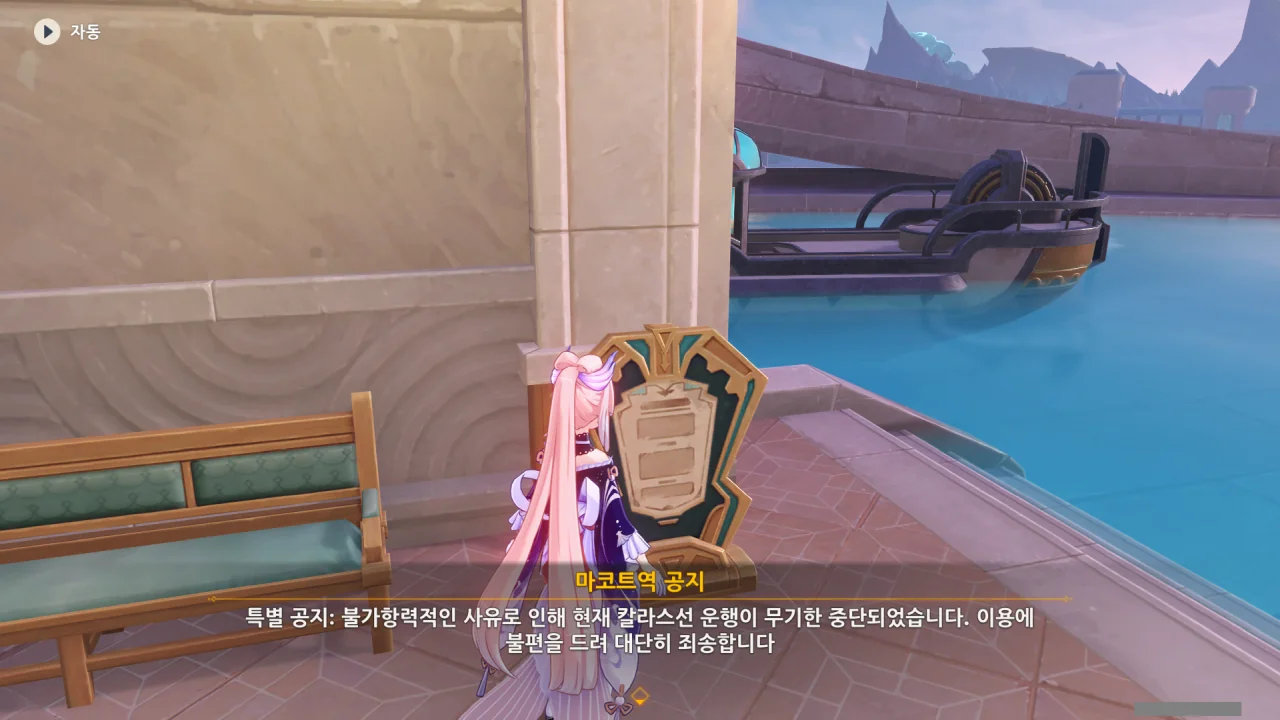 자동
마코트역 공지
특별 공지: 불가항력적인 사유로 인해 현재 칼라스선 운행이 무기한 중단되었습니다. 이용에
불편을 드려 대단히 죄송합니다